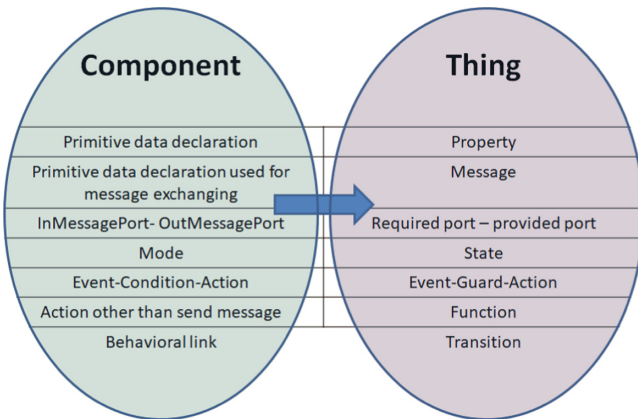 Component Thing
Primitive data declaration Property
Primitive data declaration used for Message
message exchanging
InMessagePort- OutMessagePort Required port – provided port
Mode State
Event-Condition-Action Event-Guard-Action
Action other than send message Function
Behavioral link Transition